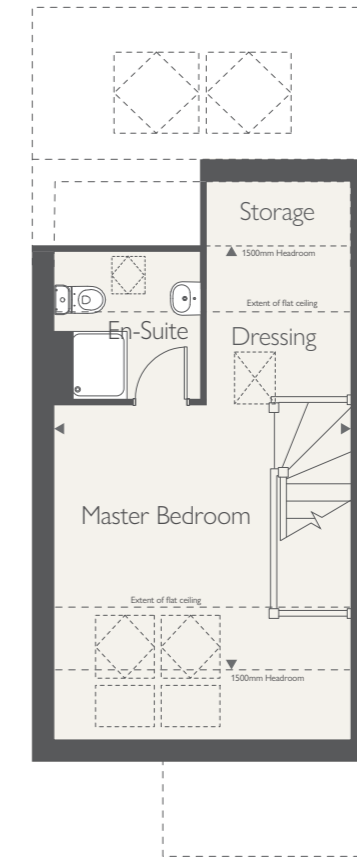 Storage
1500mm Headroom
Extent of flat ceiling
En-Suite
Dressing
Master Bedroom
Extent of flat ceiling
1500mm Headroom